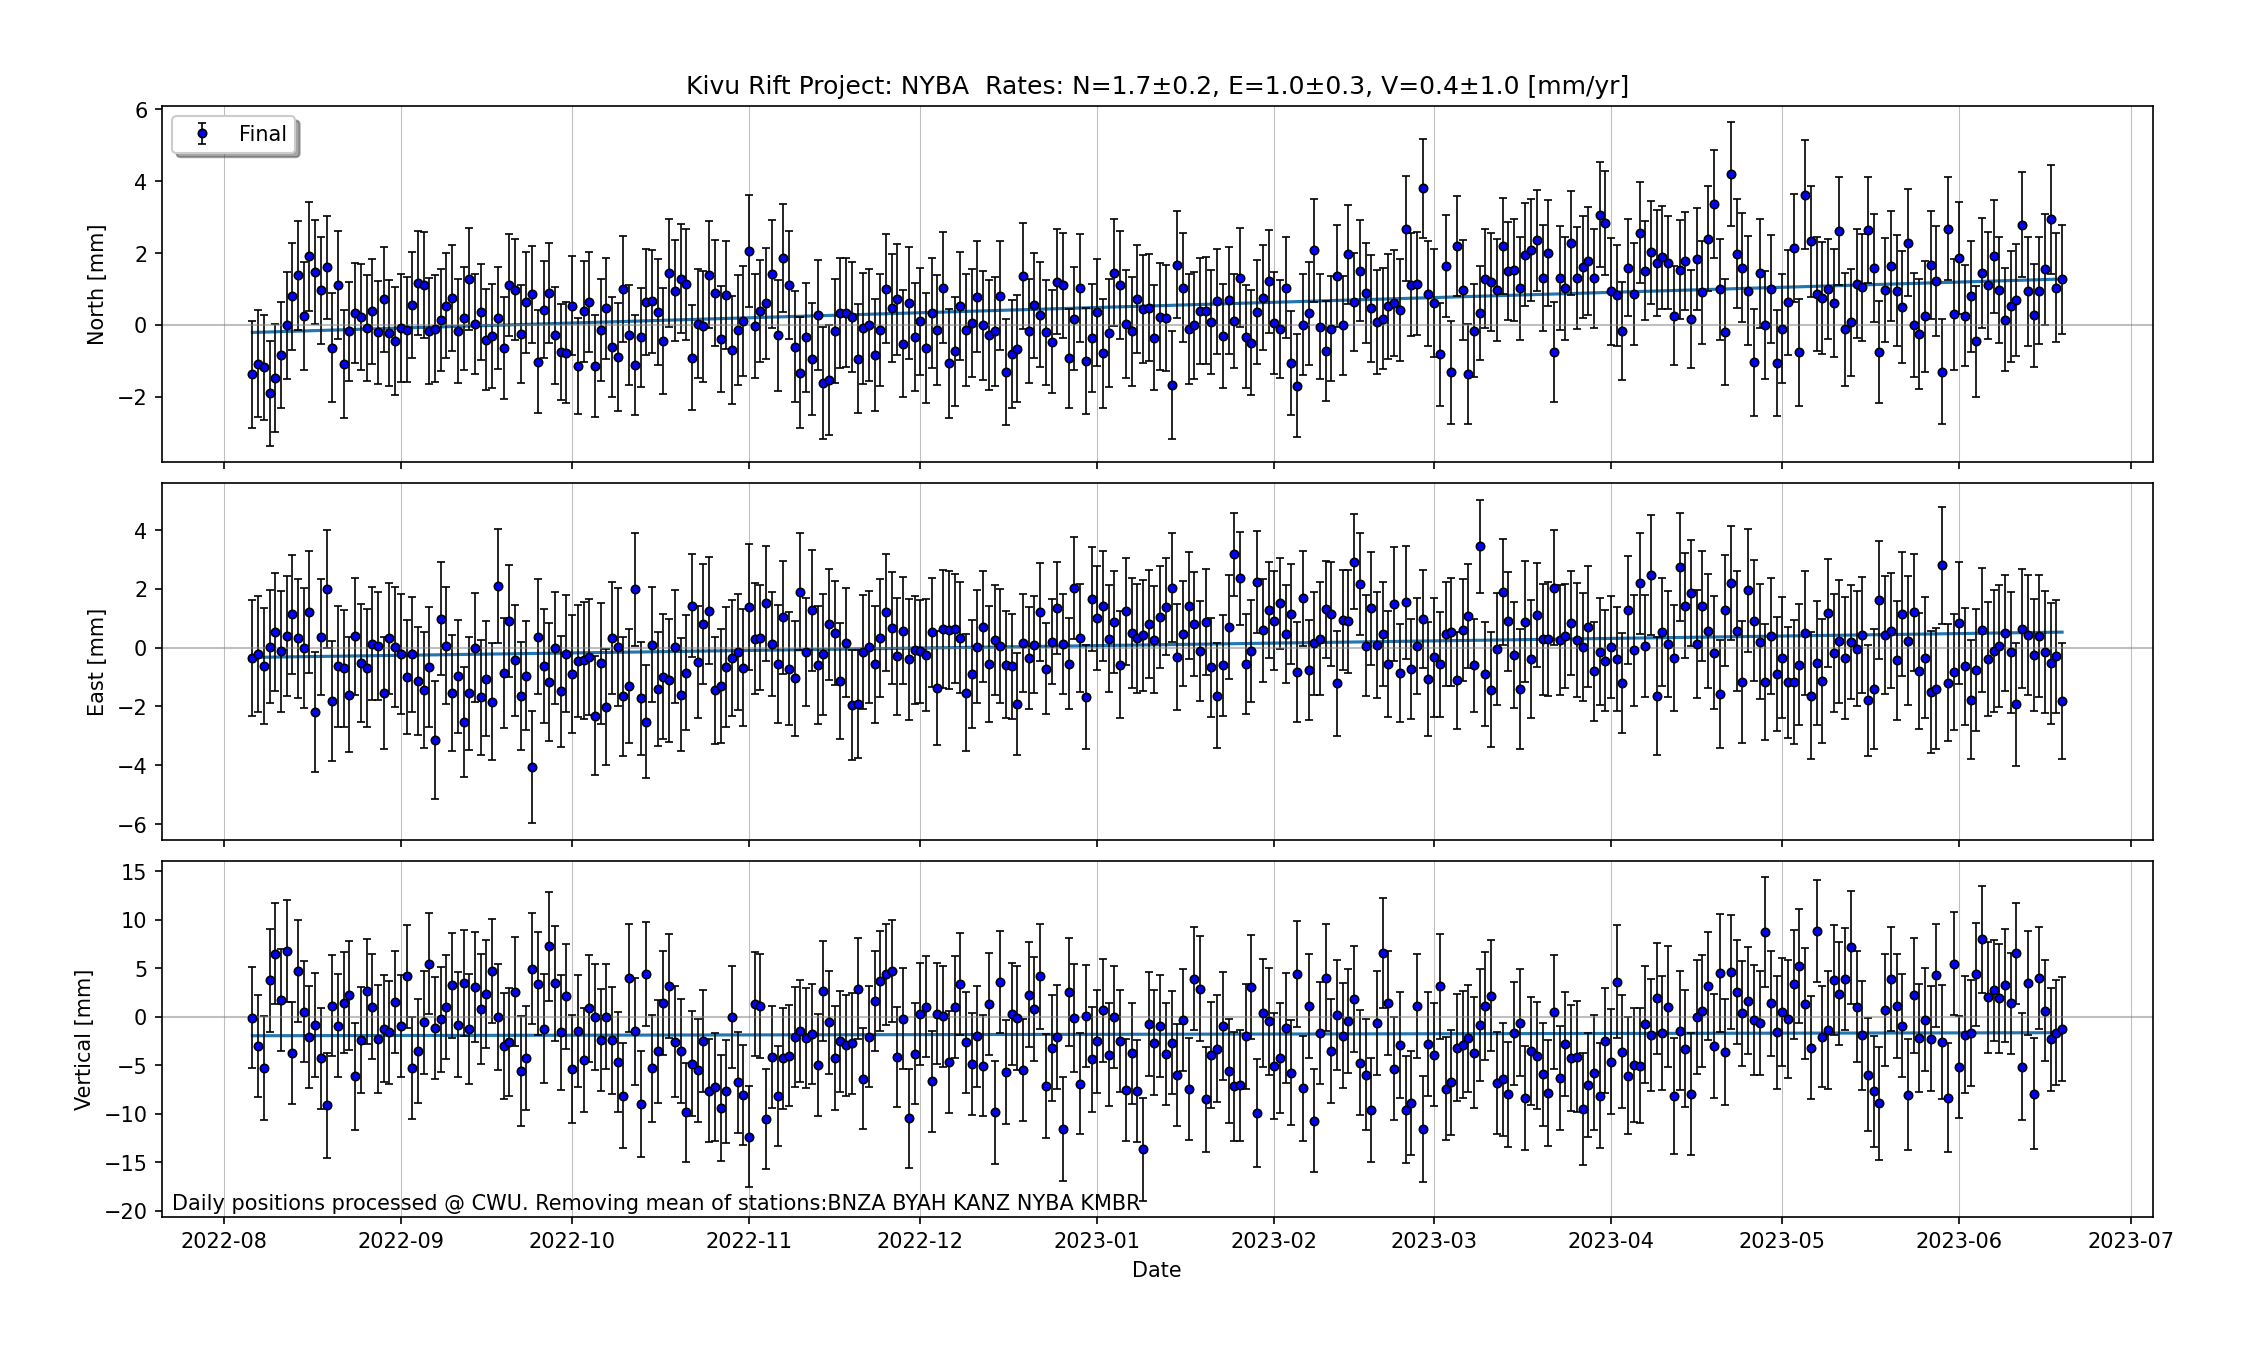 Kivu Rift Project: NYBA  Rates: N=1.7±0.2, E=1.0±0.3, V=0.4±1.0 [mm/yr]
Final
North [mm]
6
4
2
0
−2
East [mm]
4
2
0
−2
−4
−6
Vertical [mm]
15
10
5
0
−5
−10
−15
−20
Daily positions processed @ CWU. Removing mean of stations:BNZA BYAH KANZ NYBA KMBR
2022-08 2022-09 2022-10 2022-11 2022-12 2023-01 2023-02 2023-03 2023-04 2023-05 2023-06 2023-07
Date